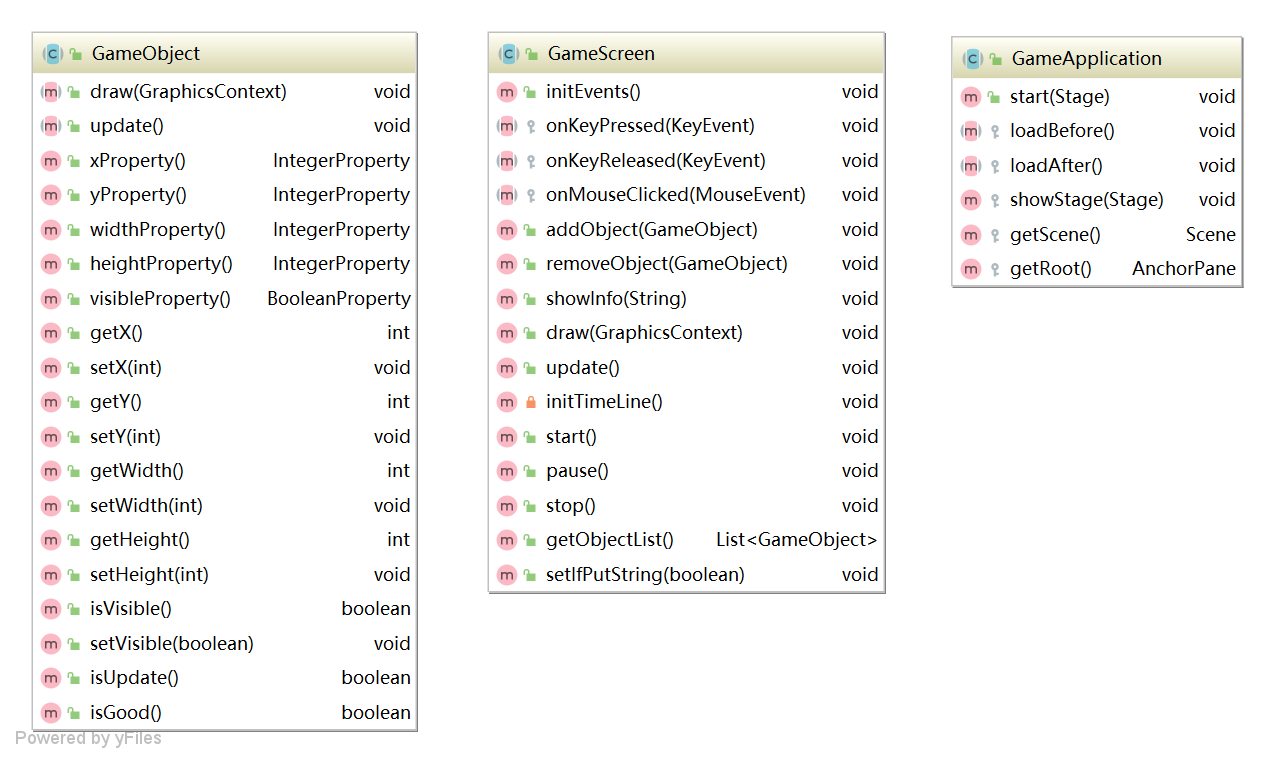 GameObject
draw(GraphicsContext) void
update() void
xProperty() IntegerProperty
yProperty() IntegerProperty
widthProperty() IntegerProperty
heightProperty() IntegerProperty
visibleProperty() BooleanProperty
getX() int
setX(int) void
getY() int
setY(int) void
getWidth() int
setWidth(int) void
getHeight() int
setHeight(int) void
isVisible() boolean
setVisible(boolean) void
isUpdate() boolean
isGood() boolean
GameScreen
initEvents() void
onKeyPressed(KeyEvent) void
onKeyReleased(KeyEvent) void
onMouseClicked(MouseEvent) void
addObject(GameObject) void
removeObject(GameObject) void
showInfo(String) void
draw(GraphicsContext) void
update() void
initTimeLine() void
start() void
pause() void
stop() void
getObjectList() List<GameObject>
setIfPutString(boolean) void
GameApplication
start(Stage) void
loadBefore() void
loadAfter() void
showStage(Stage) void
getScene() Scene
getRoot() AnchorPane
Powered by yFiles